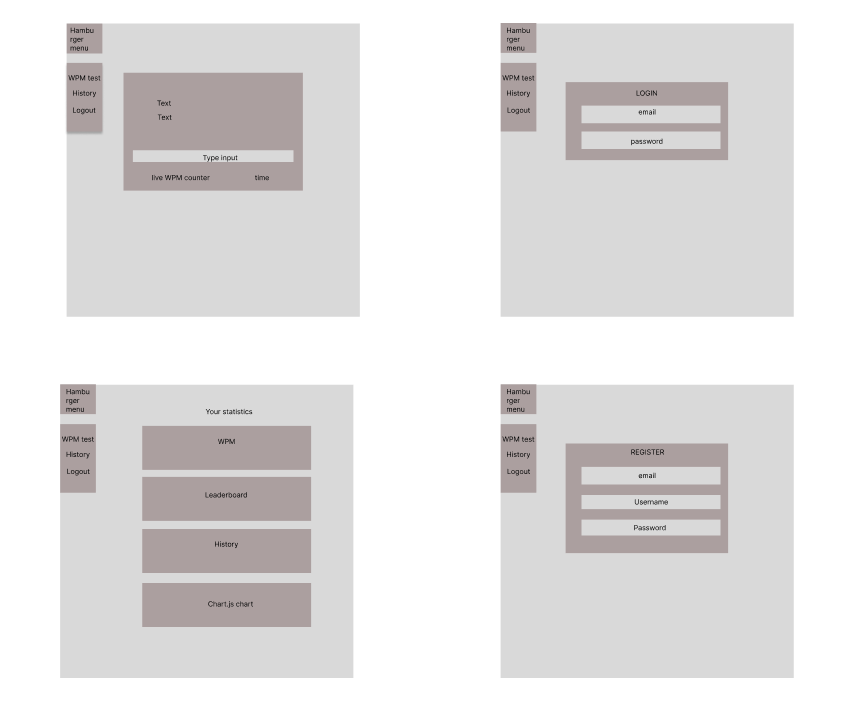 Hambu
rger
menu
WPM test
History
Logout
Text
Text
Type input
live WPM counter
time
Hambu
rger
menu
WPM test
History
Logout
LOGIN
email
password
Hambu
rger
menu
WPM test
History
Logout
Your statistics
WPM
Leaderboard
History
Chart.js chart
Hambu
rger
menu
WPM test
History
Logout
REGISTER
email
Username
Password